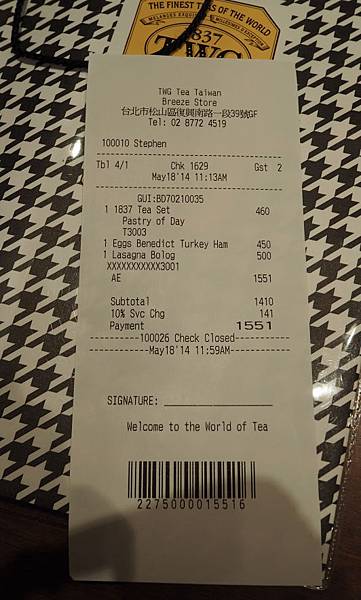 THE FINEST TEAS OF THE WORLD
1837
TWG
TWG Tea Taiwan
Breeze Store
台北市松山區復興南路一段39號GF
Tel: 02 8772 4519
100010 Stephen
Tbl 4/1 Chk 1629 Gst 2
May18'14 11:13AM
GUI:BD70210035
1 1837 Tea Set 460
Pastry of Day
T3003
1 Eggs Benedict Turkey Ham 450
1 Lasagna Bolog 500
XXXXXXXXXXX3001
AE 1551
Subtotal 1410
10% Svc Chg 141
Payment 1551
----------100026 Check Closed----------
----------May18'14 11:59AM----------
SIGNATURE: ____________________
Welcome to the World of Tea
2275000015516